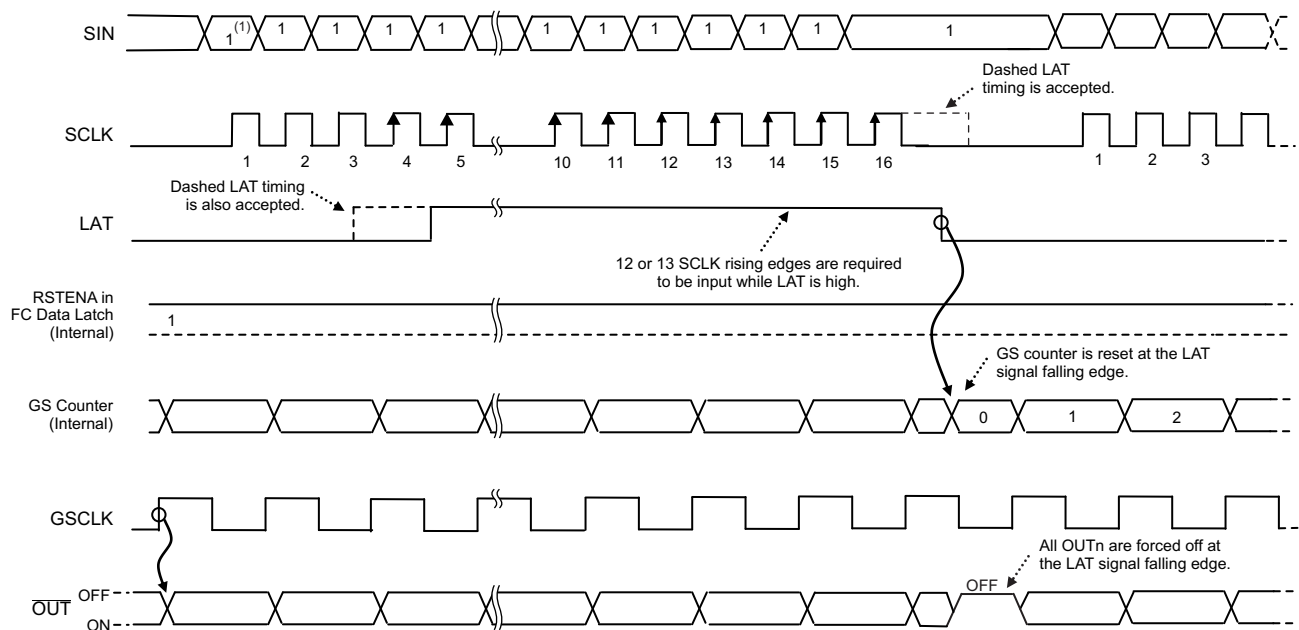 SIN 1(1) 1 1 1 1 1 1 1 1 1 1 1
Dashed LAT
timing is accepted.
SCLK
1 2 3 4 5 10 11 12 13 14 15 16 1 2 3
Dashed LAT timing
is also accepted.
LAT
12 or 13 SCLK rising edges are required
to be input while LAT is high.
RSTENA in
FC Data Latch
(Internal)
1
GS counter is reset at the LAT
signal falling edge.
GS Counter
(Internal)
0 1 2
GSCLK
All OUTn are forced off at
the LAT signal falling edge.
OUT
OFF
ON
OFF